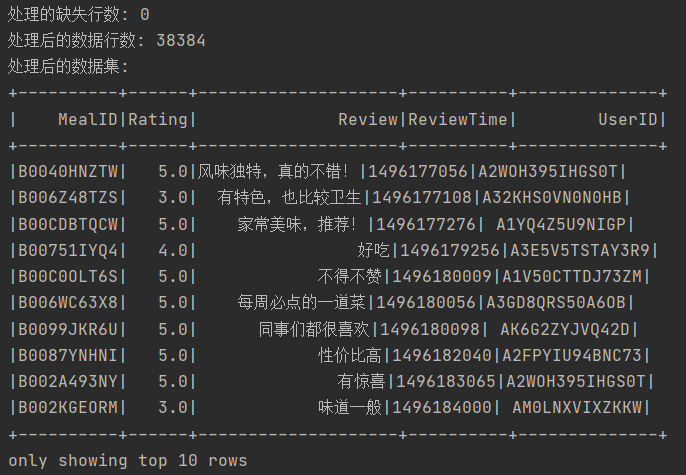 处理的缺失行数: 0
处理后的数据行数: 38384
处理后的数据集:
+----------+------+--------------------+----------+--------------+
|    MealID|Rating|              Review|ReviewTime|        UserID|
+----------+------+--------------------+----------+--------------+
|B0040HNZTW|   5.0|风味独特，真的不错！|1496177056|A2WOH395IHGS0T|
|B006Z48TZS|   3.0|  有特色，也比较卫生|1496177108|A32KHS0VN0N0HB|
|B00CDBTQCW|   5.0|    家常美味，推荐！|1496177276| A1YQ4Z5U9NIGP|
|B00751IYQ4|   4.0|                好吃|1496179256|A3E5V5TSTAY3R9|
|B00C0OLT6S|   5.0|            不得不赞|1496180009|A1V50CTTDJ73ZM|
|B006WC63X8|   5.0|    每周必点的一道菜|1496180056|A3GD8QRS50A6OB|
|B0099JKR6U|   5.0|      同事们都很喜欢|1496180098| AK6G2ZYJVQ42D|
|B0087YNHNI|   5.0|            性价比高|1496182040|A2FPYIU94BNC73|
|B002A493NY|   5.0|              有惊喜|1496183065|A2WOH395IHGS0T|
|B002KGEORM|   3.0|            味道一般|1496184000| AM0LNXVIXZKKW|
+----------+------+--------------------+----------+--------------+
only showing top 10 rows